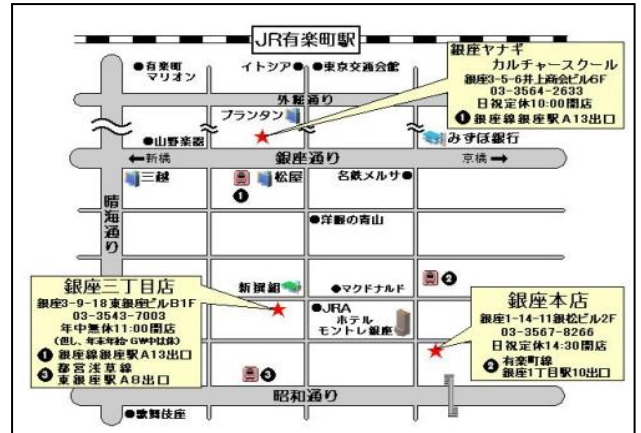 JR有楽町駅
●有楽町
マリオン
イトシア●
●東京交通会館
銀座ヤナギ
カルチャースクール
銀座3-5-6井上商会ビル6F
03-3564-2633
日祝定休10:00開店
❶銀座線銀座駅A13出口
外堀通り
プランタン
●山野楽器
みずほ銀行
←新橋
銀座通り
京橋→
三越
❶
松屋
名鉄メルサ●
晴海通り
●洋服の青山
❷
銀座三丁目店
銀座3-9-18東銀座ビルB1F
03-3543-7003
年中無休11:00開店
(但し、年末年始・GW中は休)
❶銀座線銀座駅A13出口
❸都営浅草線
東銀座駅A8出口
新撰組
●マクドナルド
●JRA
ホテル
モントレ銀座
銀座本店
銀座1-14-11銀松ビル2F
03-3567-8266
日祝定休14:30開店
❷有楽町線
銀座1丁目駅10出口
❸
昭和通り
●歌舞伎座